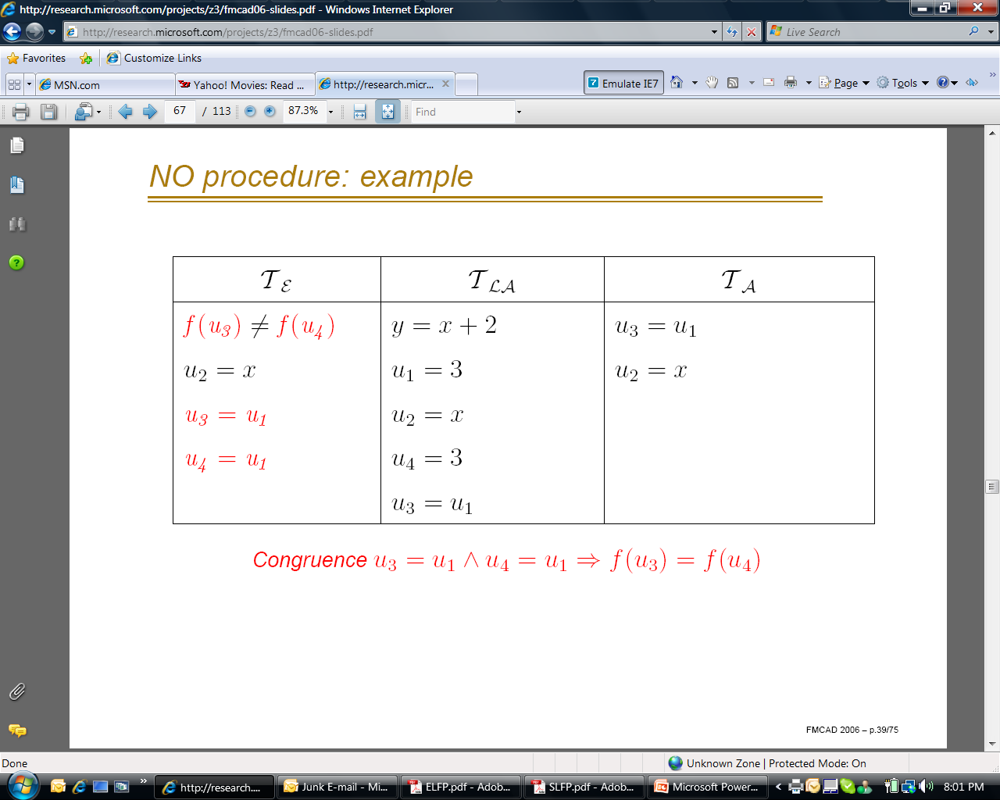 http://research.microsoft.com/projects/z3/fmcad06-slides.pdf - Windows Internet Explorer
http://research.microsoft.com/projects/z3/fmcad06-slides.pdf
Live Search
Favorites Customize Links
MSN.com Yahoo! Movies: Read ... http://research.micr... 7 Emulate IE7 Page Tools
67 / 113 87.3% Find
NO procedure: example
𝒯_ℰ 𝒯_ℒ𝒜 𝒯_𝒜
f(u₃) ≠ f(u₄) y = x + 2 u₃ = u₁
u₂ = x u₁ = 3 u₂ = x
u₃ = u₁ u₂ = x
u₄ = u₁ u₄ = 3
u₃ = u₁
Congruence u₃ = u₁ ∧ u₄ = u₁ ⇒ f(u₃) = f(u₄)
FMCAD 2006 – p.39/75
Done Unknown Zone | Protected Mode: On
http://research.... Junk E-mail - Mi... ELFP.pdf - Adob... SLFP.pdf - Adob... Microsoft Power... 8:01 PM